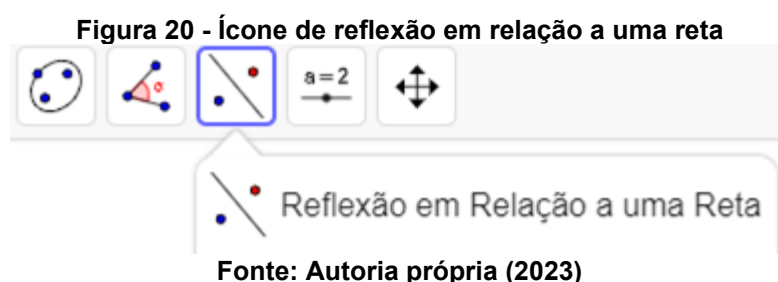 Figura 20 - Ícone de reflexão em relação a uma reta
α
a = 2
Reflexão em Relação a uma Reta
Fonte: Autoria própria (2023)